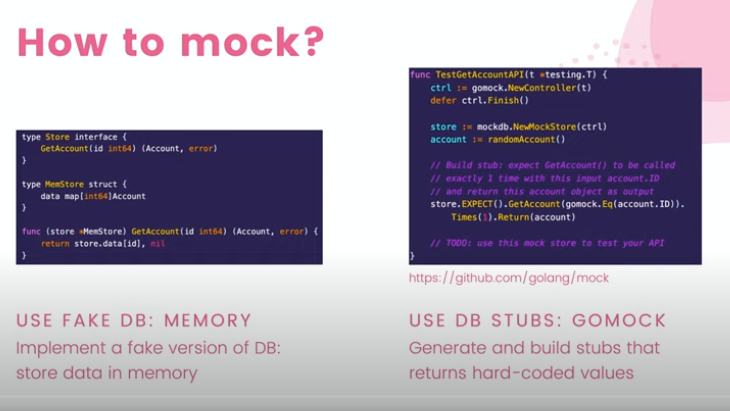 How to mock?
type Store interface {
    GetAccount(id int64) (Account, error)
}
type MemStore struct {
    data map[int64]Account
}
func (store *MemStore) GetAccount(id int64) (Account, error) {
    return store.data[id], nil
}
USE FAKE DB: MEMORY
Implement a fake version of DB:
store data in memory
func TestGetAccountAPI(t *testing.T) {
    ctrl := gomock.NewController(t)
    defer ctrl.Finish()
    store := mockdb.NewMockStore(ctrl)
    account := randomAccount()
    // Build stub: expect GetAccount() to be called
    // exactly 1 time with this input account.ID
    // and return this account object as output
    store.EXPECT().GetAccount(gomock.Eq(account.ID)).
        Times(1).Return(account)
    // TODO: use this mock store to test your API
}
https://github.com/golang/mock
USE DB STUBS: GOMOCK
Generate and build stubs that
returns hard-coded values